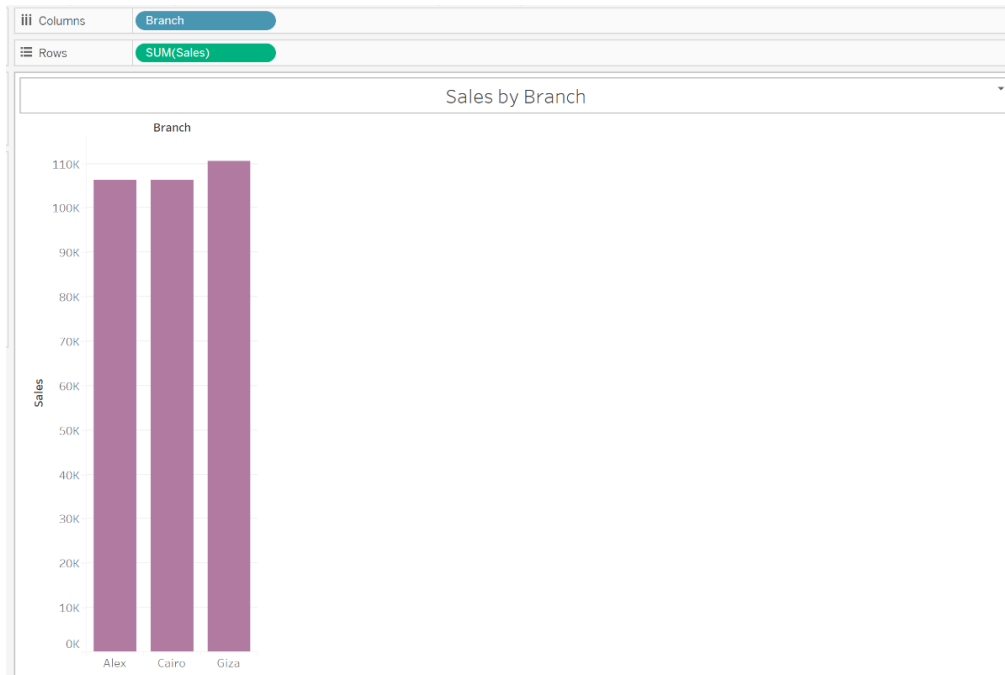 Columns
Branch
Rows
SUM(Sales)
Sales by Branch
Branch
110K
100K
90K
80K
70K
60K
50K
40K
30K
20K
10K
0K
Sales
Alex Cairo Giza